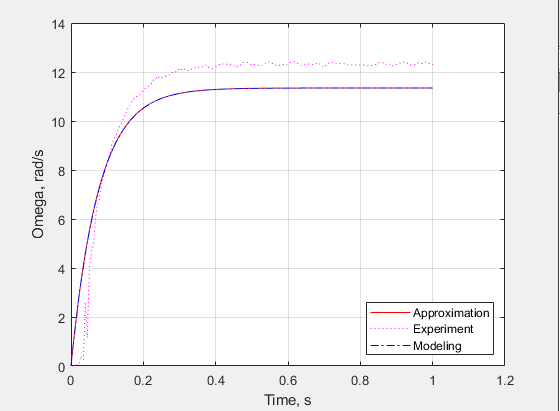 14
12
10
8
6
4
2
0
Omega, rad/s
Approximation
Experiment
Modeling
0 0.2 0.4 0.6 0.8 1 1.2
Time, s